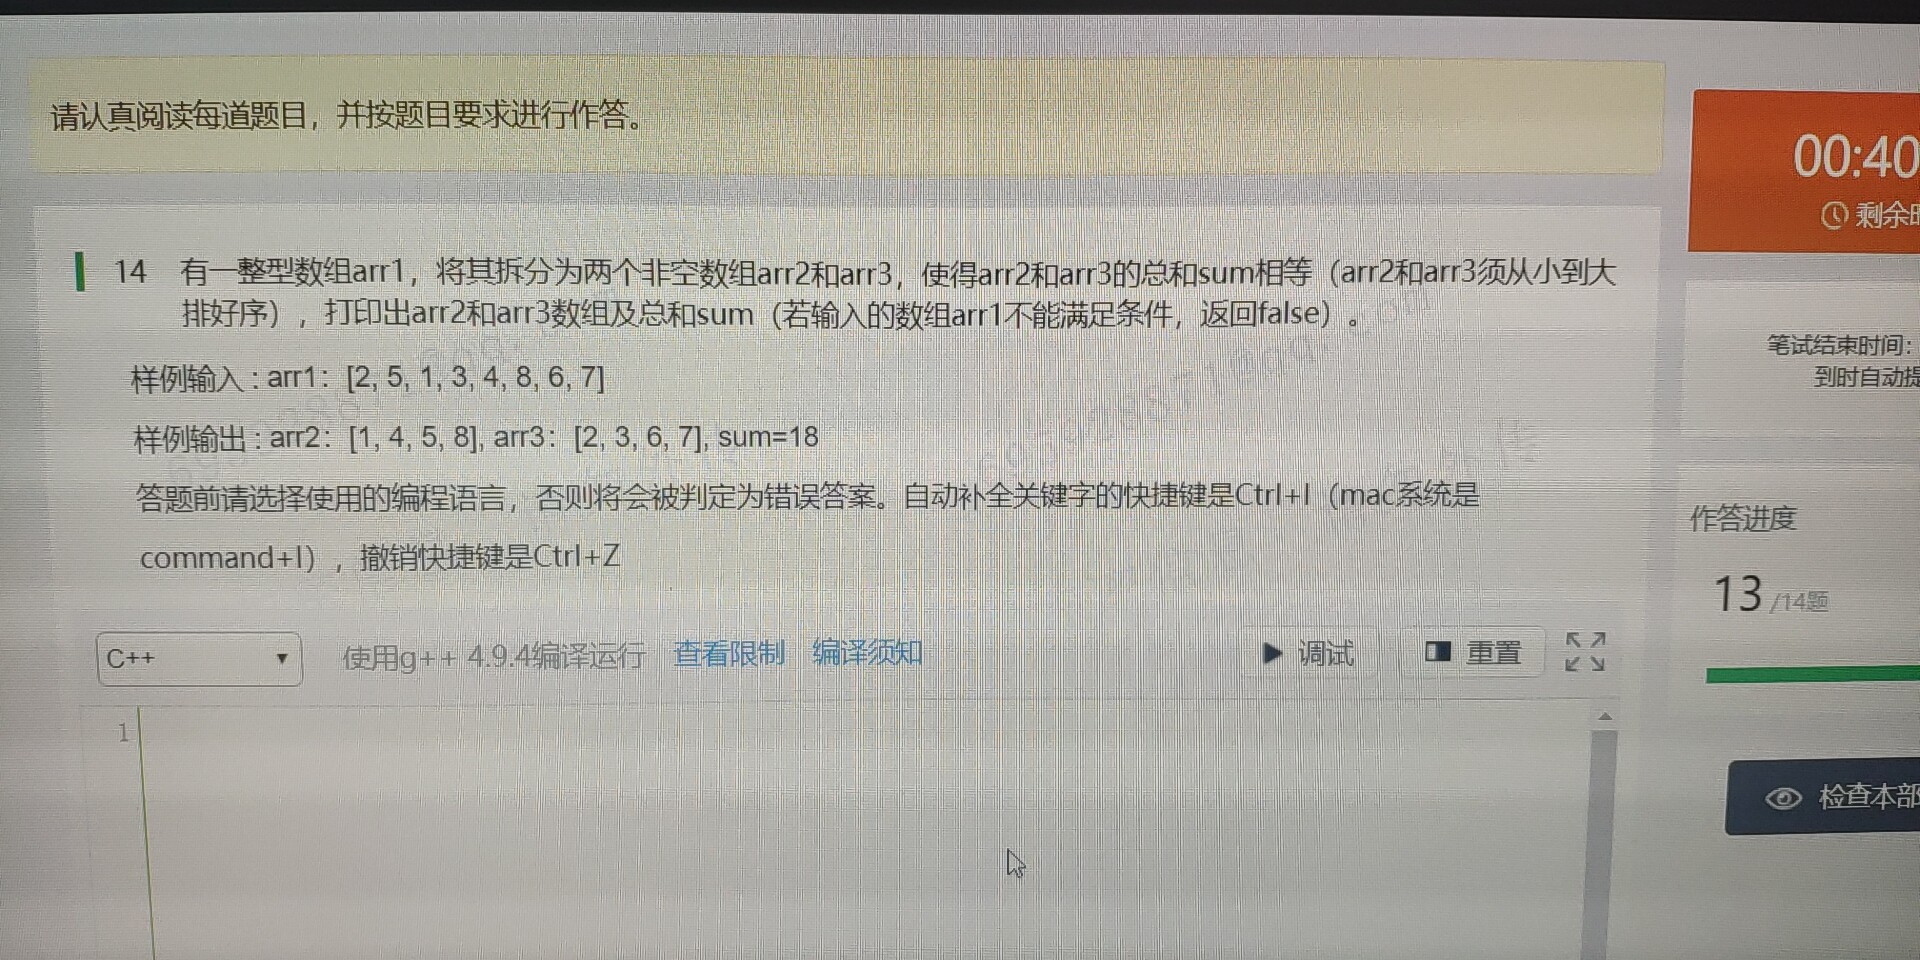 请认真阅读每道题目，并按题目要求进行作答。
00:40
剩余时
14 有一整型数组arr1，将其拆分为两个非空数组arr2和arr3，使得arr2和arr3的总和sum相等（arr2和arr3须从小到大
排好序），打印出arr2和arr3数组及总和sum（若输入的数组arr1不能满足条件，返回false）。
样例输入 : arr1：[2, 5, 1, 3, 4, 8, 6, 7]
样例输出 : arr2：[1, 4, 5, 8], arr3：[2, 3, 6, 7], sum=18
答题前请选择使用的编程语言，否则将会被判定为错误答案。自动补全关键字的快捷键是Ctrl+I（mac系统是
command+I），撤销快捷键是Ctrl+Z
笔试结束时间：
到时自动提
作答进度
13 /14题
C++ 使用g++ 4.9.4编译运行 查看限制 编译须知 调试 重置
1
检查本部